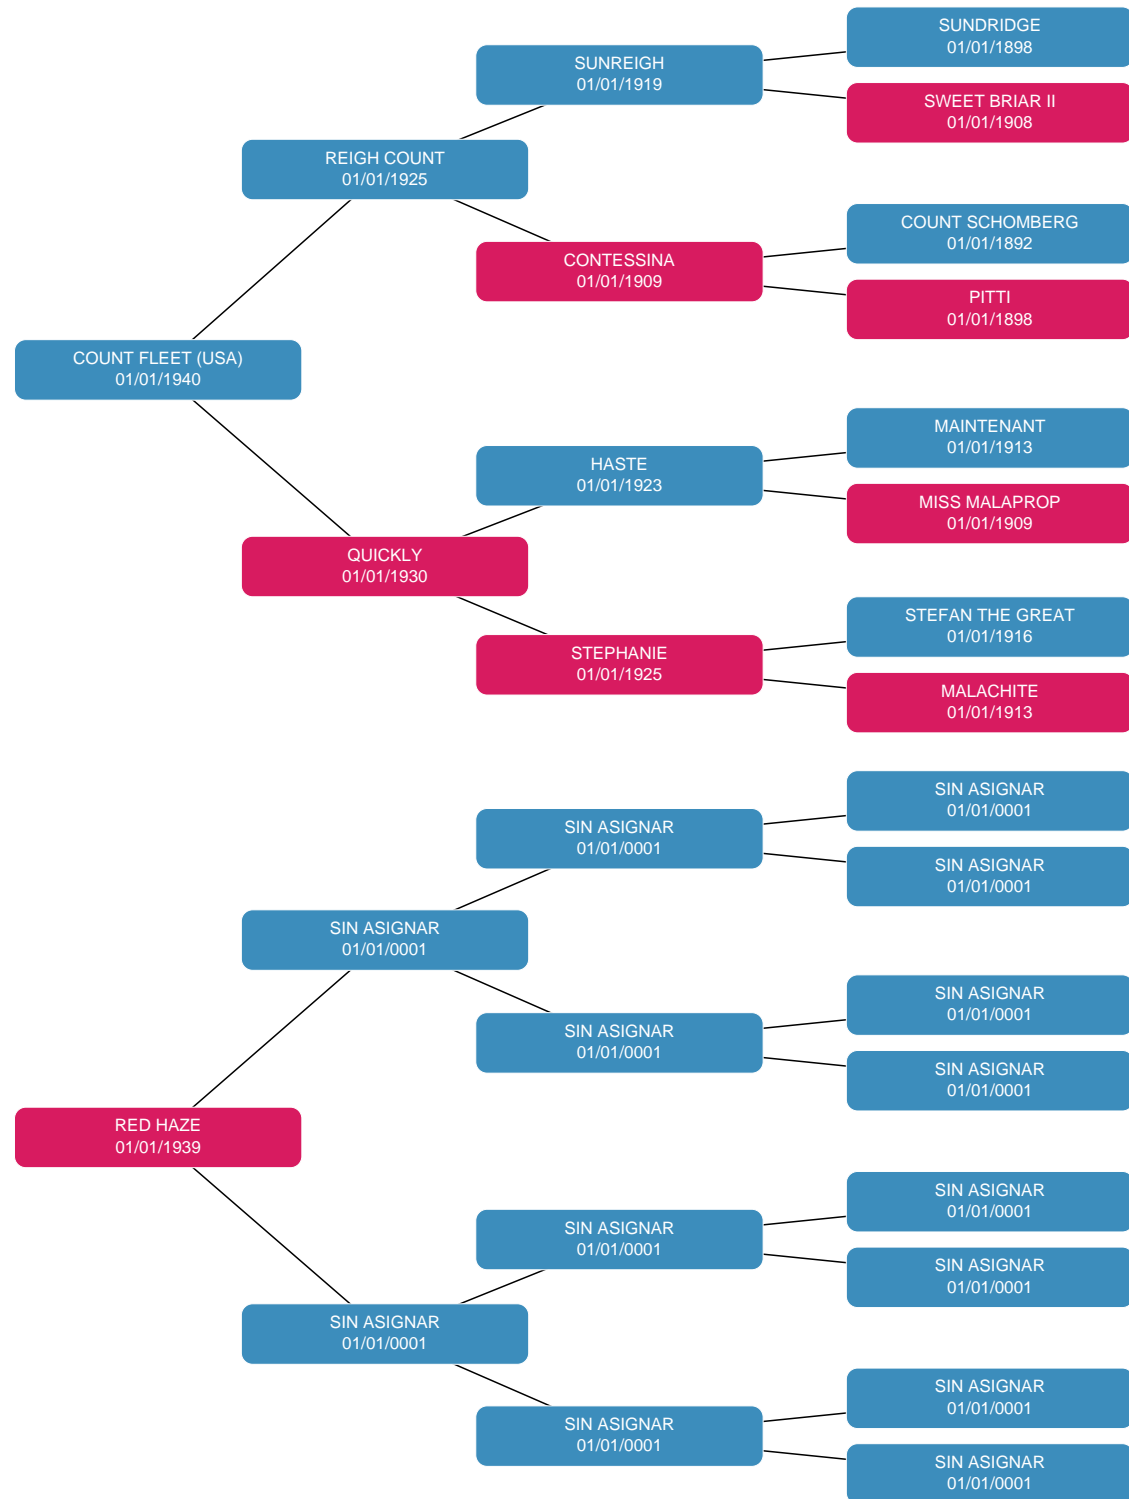 SUNDRIDGE
01/01/1898
SUNREIGH
01/01/1919
SWEET BRIAR II
01/01/1908
REIGH COUNT
01/01/1925
COUNT SCHOMBERG
01/01/1892
CONTESSINA
01/01/1909
PITTI
01/01/1898
COUNT FLEET (USA)
01/01/1940
MAINTENANT
01/01/1913
HASTE
01/01/1923
MISS MALAPROP
01/01/1909
QUICKLY
01/01/1930
STEFAN THE GREAT
01/01/1916
STEPHANIE
01/01/1925
MALACHITE
01/01/1913
SIN ASIGNAR
01/01/0001
SIN ASIGNAR
01/01/0001
SIN ASIGNAR
01/01/0001
SIN ASIGNAR
01/01/0001
SIN ASIGNAR
01/01/0001
SIN ASIGNAR
01/01/0001
SIN ASIGNAR
01/01/0001
RED HAZE
01/01/1939
SIN ASIGNAR
01/01/0001
SIN ASIGNAR
01/01/0001
SIN ASIGNAR
01/01/0001
SIN ASIGNAR
01/01/0001
SIN ASIGNAR
01/01/0001
SIN ASIGNAR
01/01/0001
SIN ASIGNAR
01/01/0001